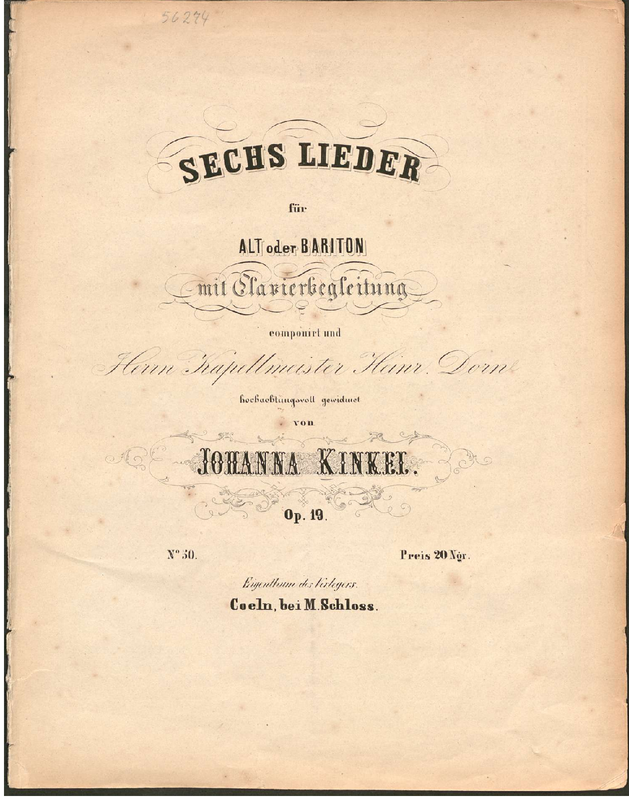 56274
SECHS LIEDER
für
ALT oder BARITON
mit Clavierbegleitung
componirt und
Herrn Kapellmeister Heinr. Dorn
hochachtungsvoll gewidmet
von
JOHANNA KINKEL.
Op. 19.
Nº 50. Preis 20 Ngr.
Eigenthum des Verlegers.
Coeln, bei M. Schloss.